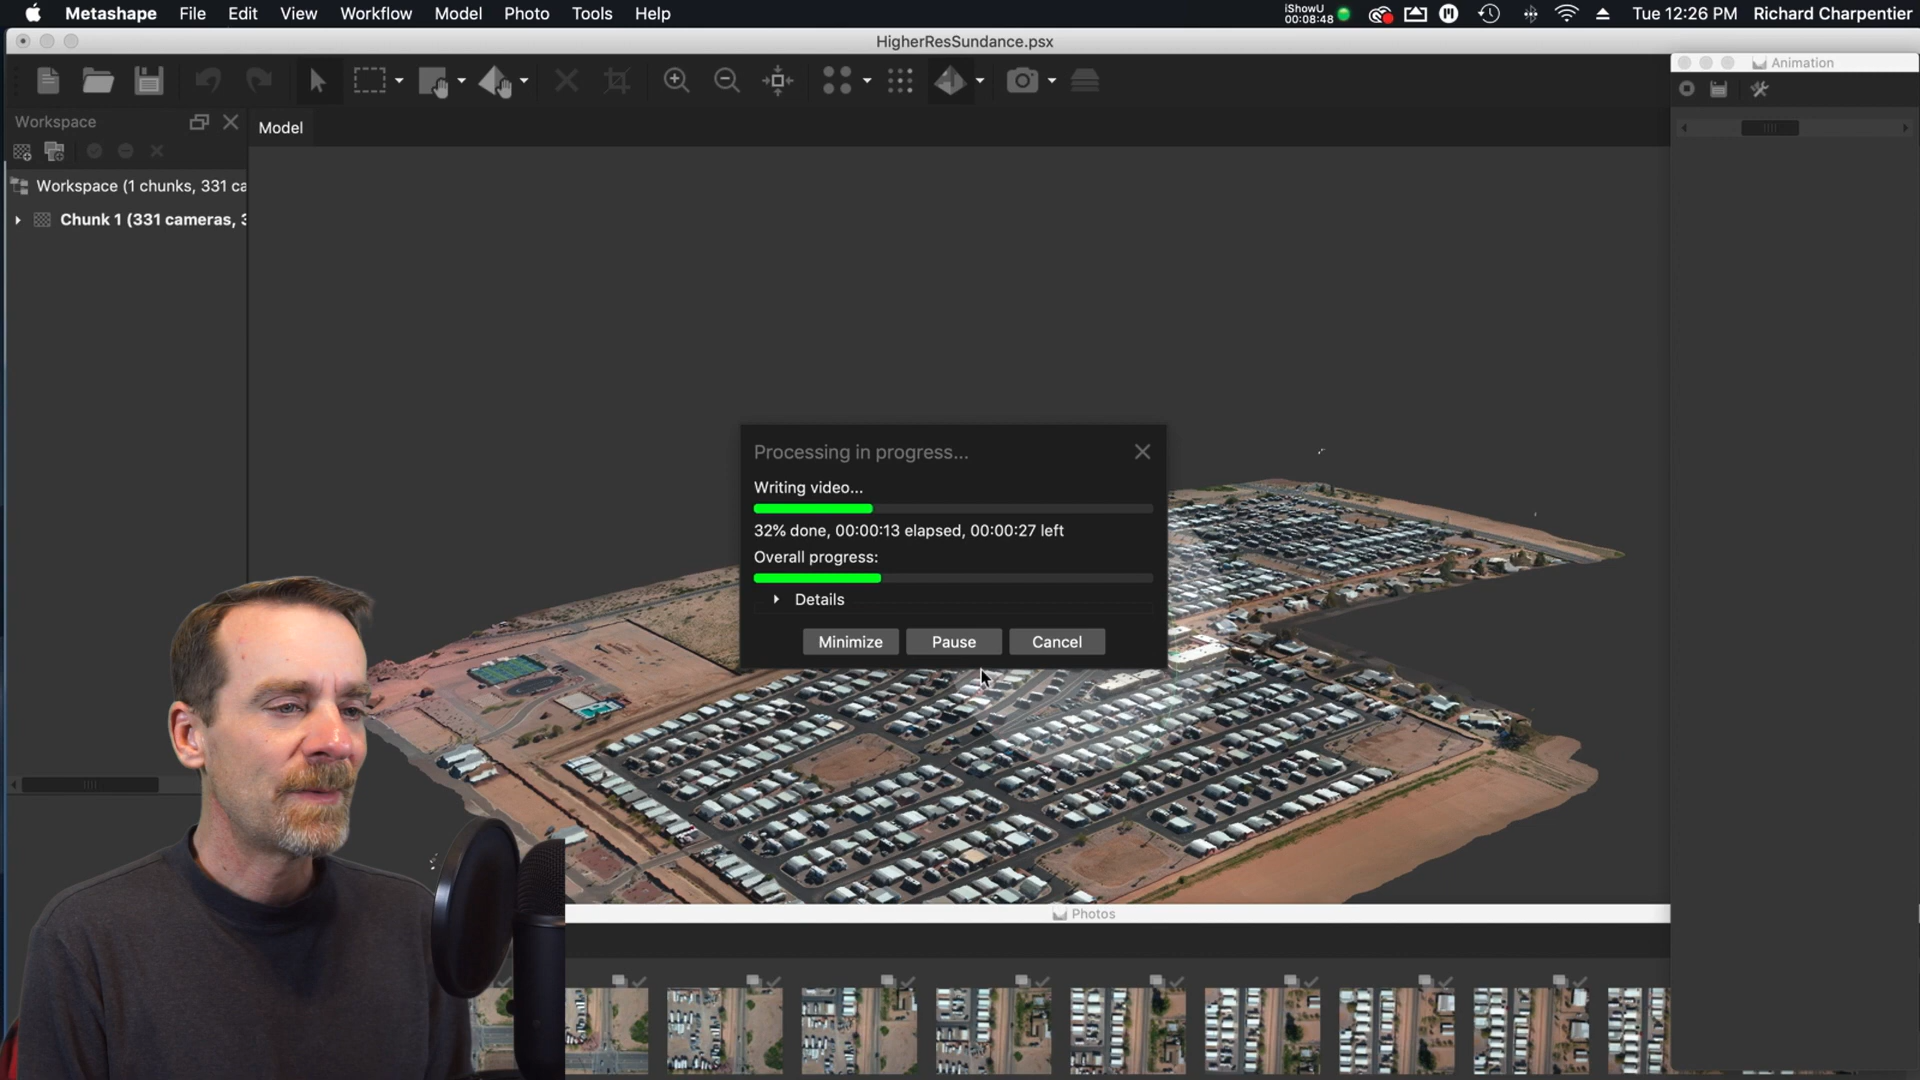 Metashape File Edit View Workflow Model Photo Tools Help
iShowU
00:08:48
Tue 12:26 PM Richard Charpentier
HigherResSundance.psx
Animation
Workspace
Model
Workspace (1 chunks, 331 ca
Chunk 1 (331 cameras, 3
Processing in progress...
Writing video...
32% done, 00:00:13 elapsed, 00:00:27 left
Overall progress:
Details
Minimize Pause Cancel
Photos